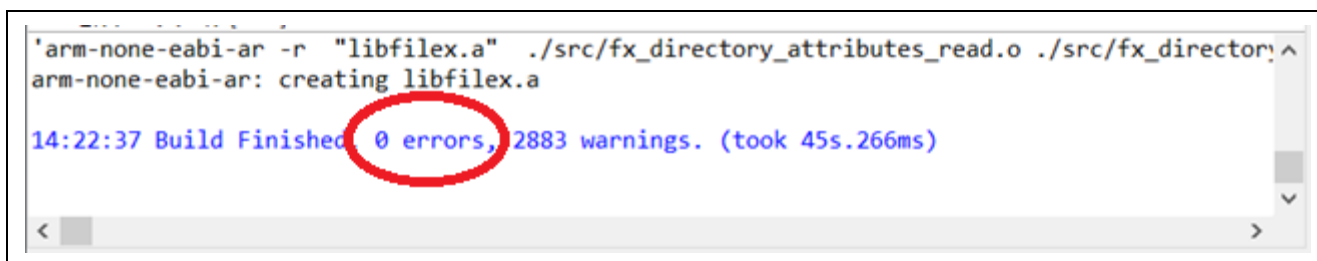 'arm-none-eabi-ar -r  "libfilex.a"  ./src/fx_directory_attributes_read.o ./src/fx_directory
arm-none-eabi-ar: creating libfilex.a
14:22:37 Build Finished. 0 errors, 2883 warnings. (took 45s.266ms)